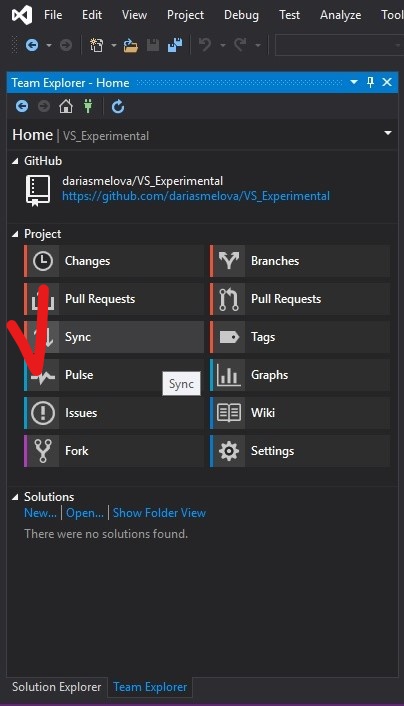 File Edit View Project Debug Test Analyze Tool
Team Explorer - Home
Home | VS_Experimental
GitHub
dariasmelova/VS_Experimental
https://github.com/dariasmelova/VS_Experimental
Project
Changes Branches
Pull Requests Pull Requests
Sync Tags
Pulse Sync Graphs
Issues Wiki
Fork Settings
Solutions
New... | Open... | Show Folder View
There were no solutions found.
Solution Explorer Team Explorer